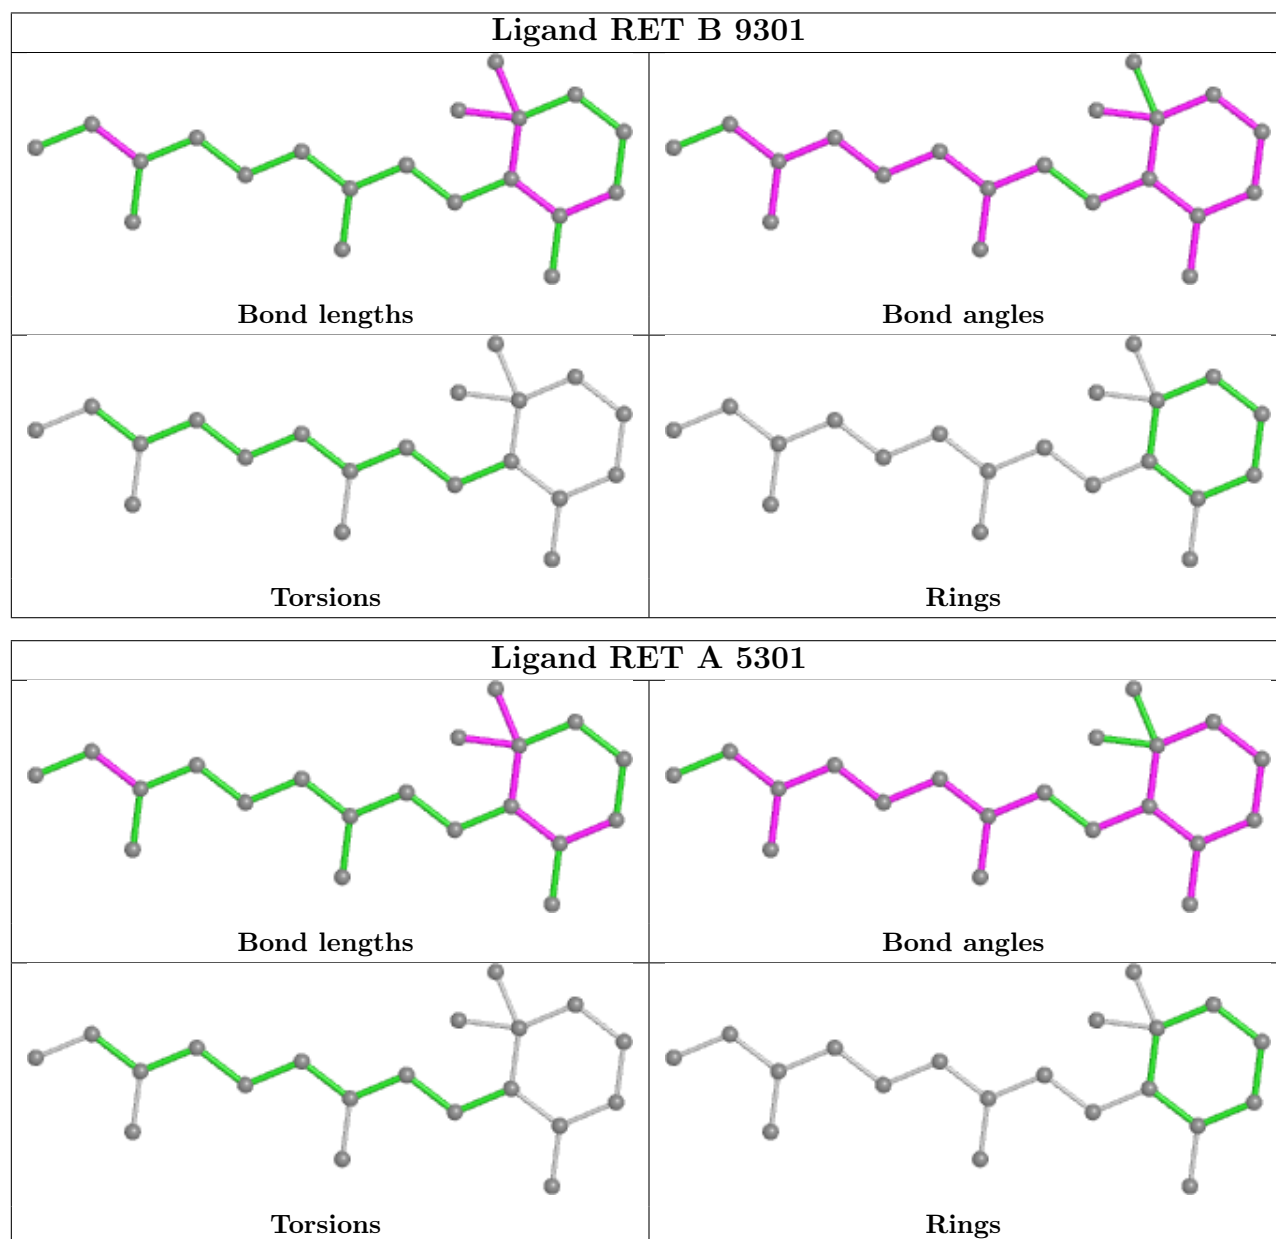 Ligand RET B 9301
Bond lengths
Bond angles
Torsions
Rings
Ligand RET A 5301
Bond lengths
Bond angles
Torsions
Rings